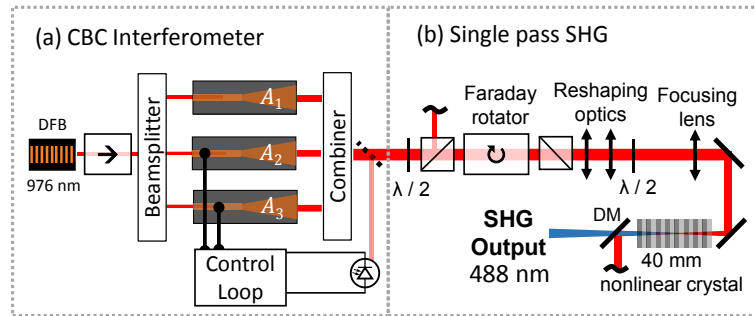 (a) CBC Interferometer
DFB
976 nm
Beamsplitter
A1
A2
A3
Combiner
Control
Loop
(b) Single pass SHG
λ / 2
Faraday
rotator
Reshaping
optics
λ / 2
Focusing
lens
SHG
Output
488 nm
DM
40 mm
nonlinear crystal